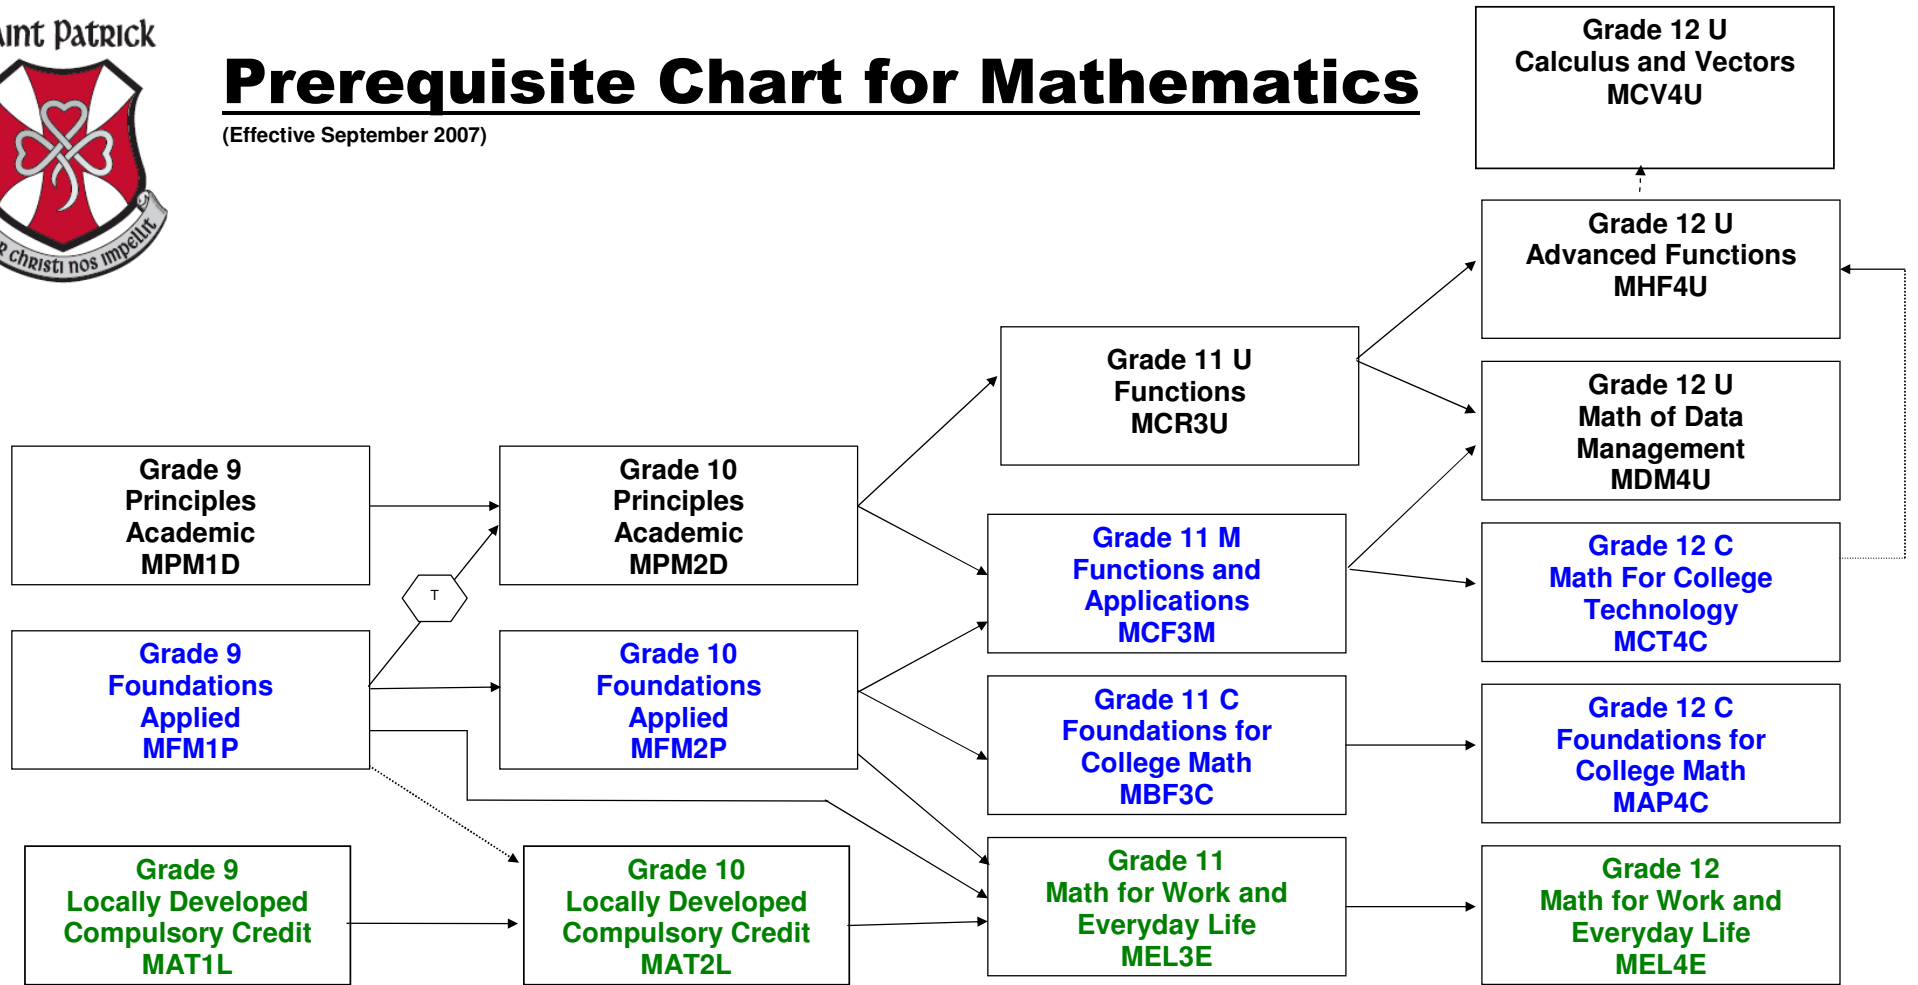 Patrick
christi nos impellit
Prerequisite Chart for Mathematics
(Effective September 2007)
Grade 12 U
Calculus and Vectors
MCV4U
Grade 12 U
Advanced Functions
MHF4U
Grade 11 U
Functions
MCR3U
Grade 12 U
Math of Data
Management
MDM4U
Grade 9
Principles
Academic
MPM1D
Grade 10
Principles
Academic
MPM2D
Grade 11 M
Functions and
Applications
MCF3M
Grade 12 C
Math For College
Technology
MCT4C
T
Grade 9
Foundations
Applied
MFM1P
Grade 10
Foundations
Applied
MFM2P
Grade 11 C
Foundations for
College Math
MBF3C
Grade 12 C
Foundations for
College Math
MAP4C
Grade 9
Locally Developed
Compulsory Credit
MAT1L
Grade 10
Locally Developed
Compulsory Credit
MAT2L
Grade 11
Math for Work and
Everyday Life
MEL3E
Grade 12
Math for Work and
Everyday Life
MEL4E